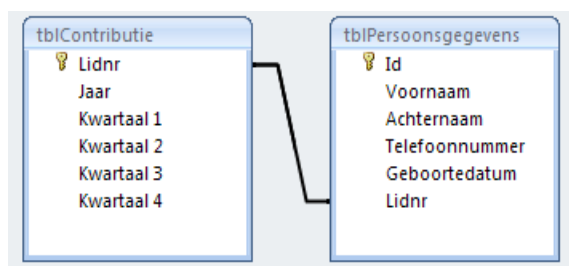 tblContributie
Lidnr
Jaar
Kwartaal 1
Kwartaal 2
Kwartaal 3
Kwartaal 4
tblPersoonsgegevens
Id
Voornaam
Achternaam
Telefoonnummer
Geboortedatum
Lidnr